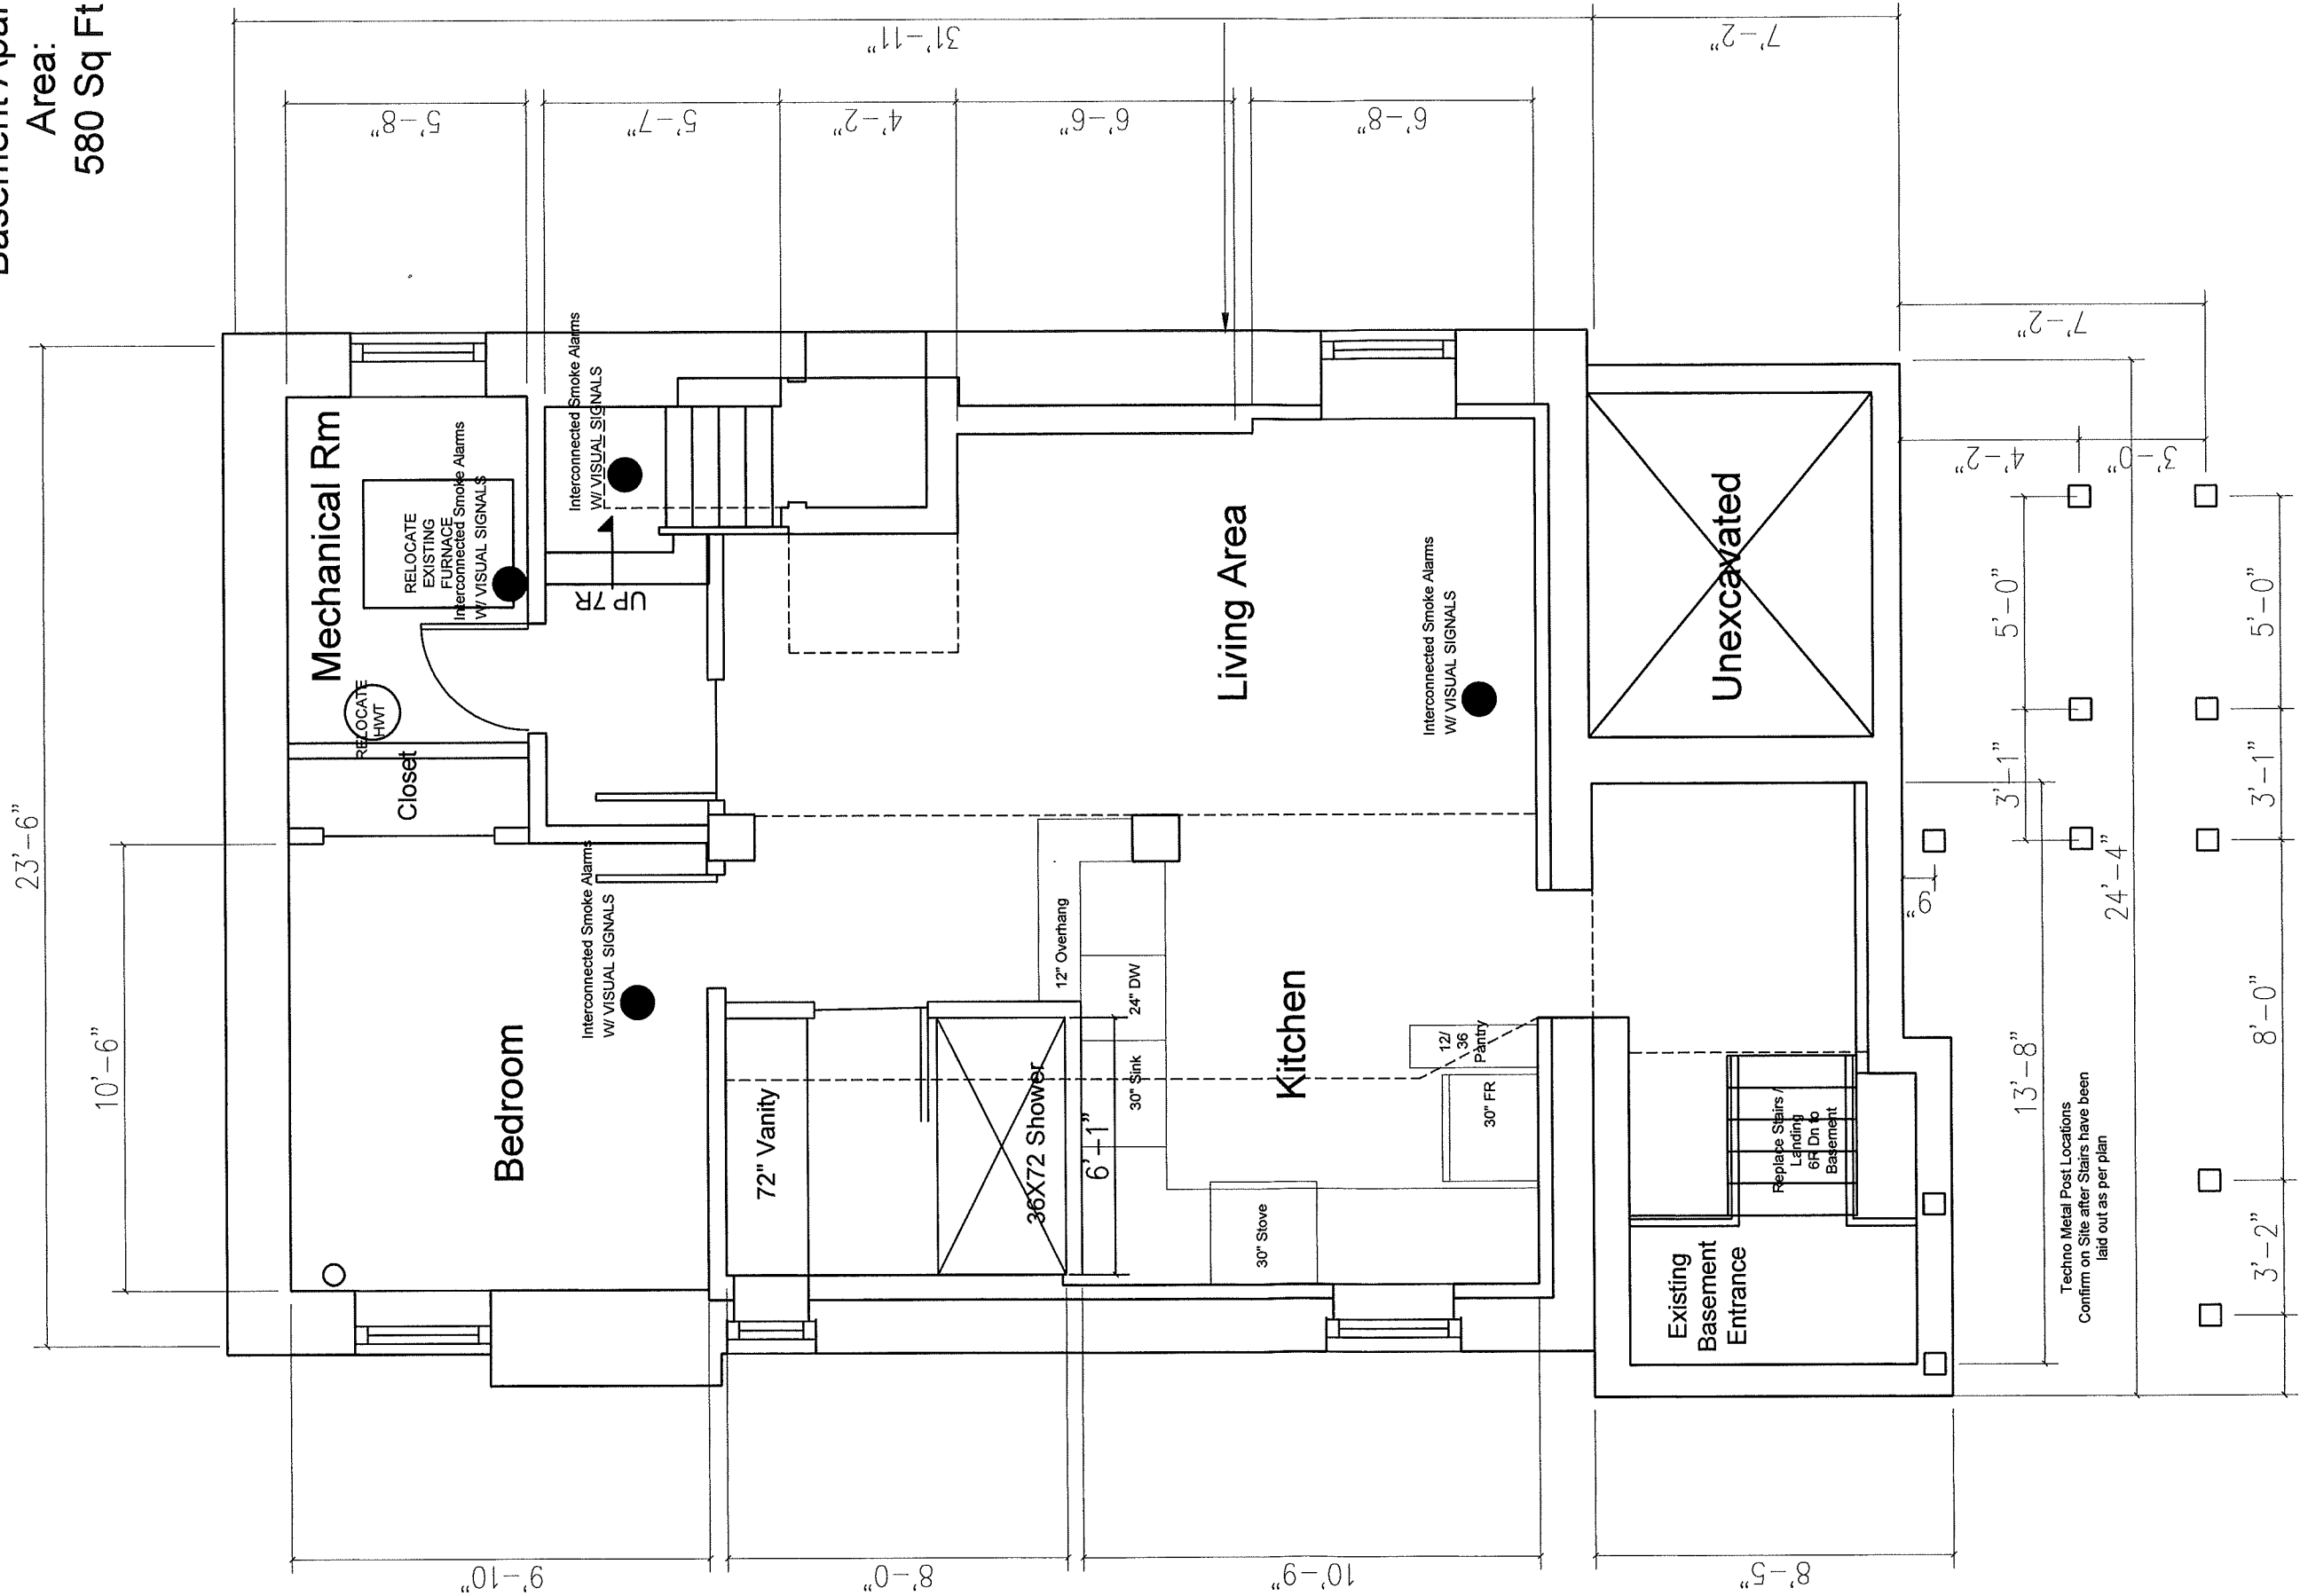 Basement Apar
Area:
580 Sq Ft
23'-6"
10'-6"
31'-11"
7'-2"
5'-8"
5'-7"
4'-2"
6'-6"
6'-8"
Mechanical Rm
RELOCATE
EXISTING
FURNACE
Interconnected Smoke Alarms
W/ VISUAL SIGNALS
RELOCATE
HWT
Closet
Interconnected Smoke Alarms
W/ VISUAL SIGNALS
UP 7R
Bedroom
Interconnected Smoke Alarms
W/ VISUAL SIGNALS
72" Vanity
36X72 Shower
6'-1"
12" Overhang
24" DW
30" Sink
Kitchen
30" Stove
30" FR
12/
36
Pantry
Living Area
Interconnected Smoke Alarms
W/ VISUAL SIGNALS
Unexcavated
Existing
Basement
Entrance
Replace Stairs /
Landing
6R Dn to
Basement
9'-10"
8'-0"
10'-9"
8'-5"
7'-2"
4'-2"
3'-0"
6"
5'-0"
3'-1"
13'-8"
24'-4"
Techno Metal Post Locations
Confirm on Site after Stairs have been
laid out as per plan
3'-2"
8'-0"
3'-1"
5'-0"